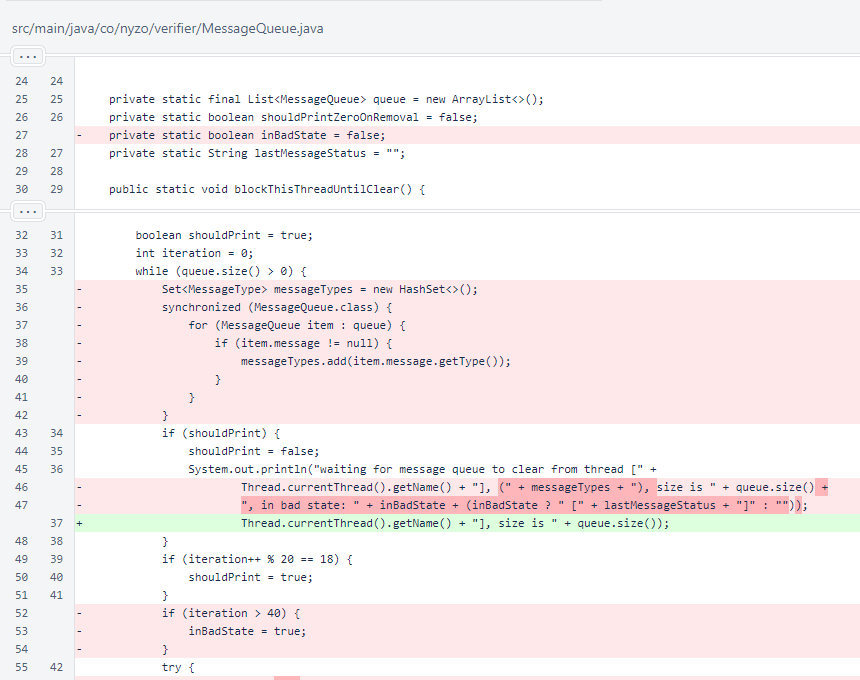 src/main/java/co/nyzo/verifier/MessageQueue.java
...
24 24
25 25 private static final List<MessageQueue> queue = new ArrayList<>();
26 26 private static boolean shouldPrintZeroOnRemoval = false;
27 - private static boolean inBadState = false;
28 27 private static String lastMessageStatus = "";
29 28
30 29 public static void blockThisThreadUntilClear() {
...
32 31 boolean shouldPrint = true;
33 32 int iteration = 0;
34 33 while (queue.size() > 0) {
35 - Set<MessageType> messageTypes = new HashSet<>();
36 - synchronized (MessageQueue.class) {
37 - for (MessageQueue item : queue) {
38 - if (item.message != null) {
39 - messageTypes.add(item.message.getType());
40 - }
41 - }
42 - }
43 34 if (shouldPrint) {
44 35 shouldPrint = false;
45 36 System.out.println("waiting for message queue to clear from thread [" +
46 - Thread.currentThread().getName() + "], (" + messageTypes + "), size is " + queue.size() +
47 - ", in bad state: " + inBadState + (inBadState ? " [" + lastMessageStatus + "]" : ""));
37 + Thread.currentThread().getName() + "], size is " + queue.size());
48 38 }
49 39 if (iteration++ % 20 == 18) {
50 40 shouldPrint = true;
51 41 }
52 - if (iteration > 40) {
53 - inBadState = true;
54 - }
55 42 try {